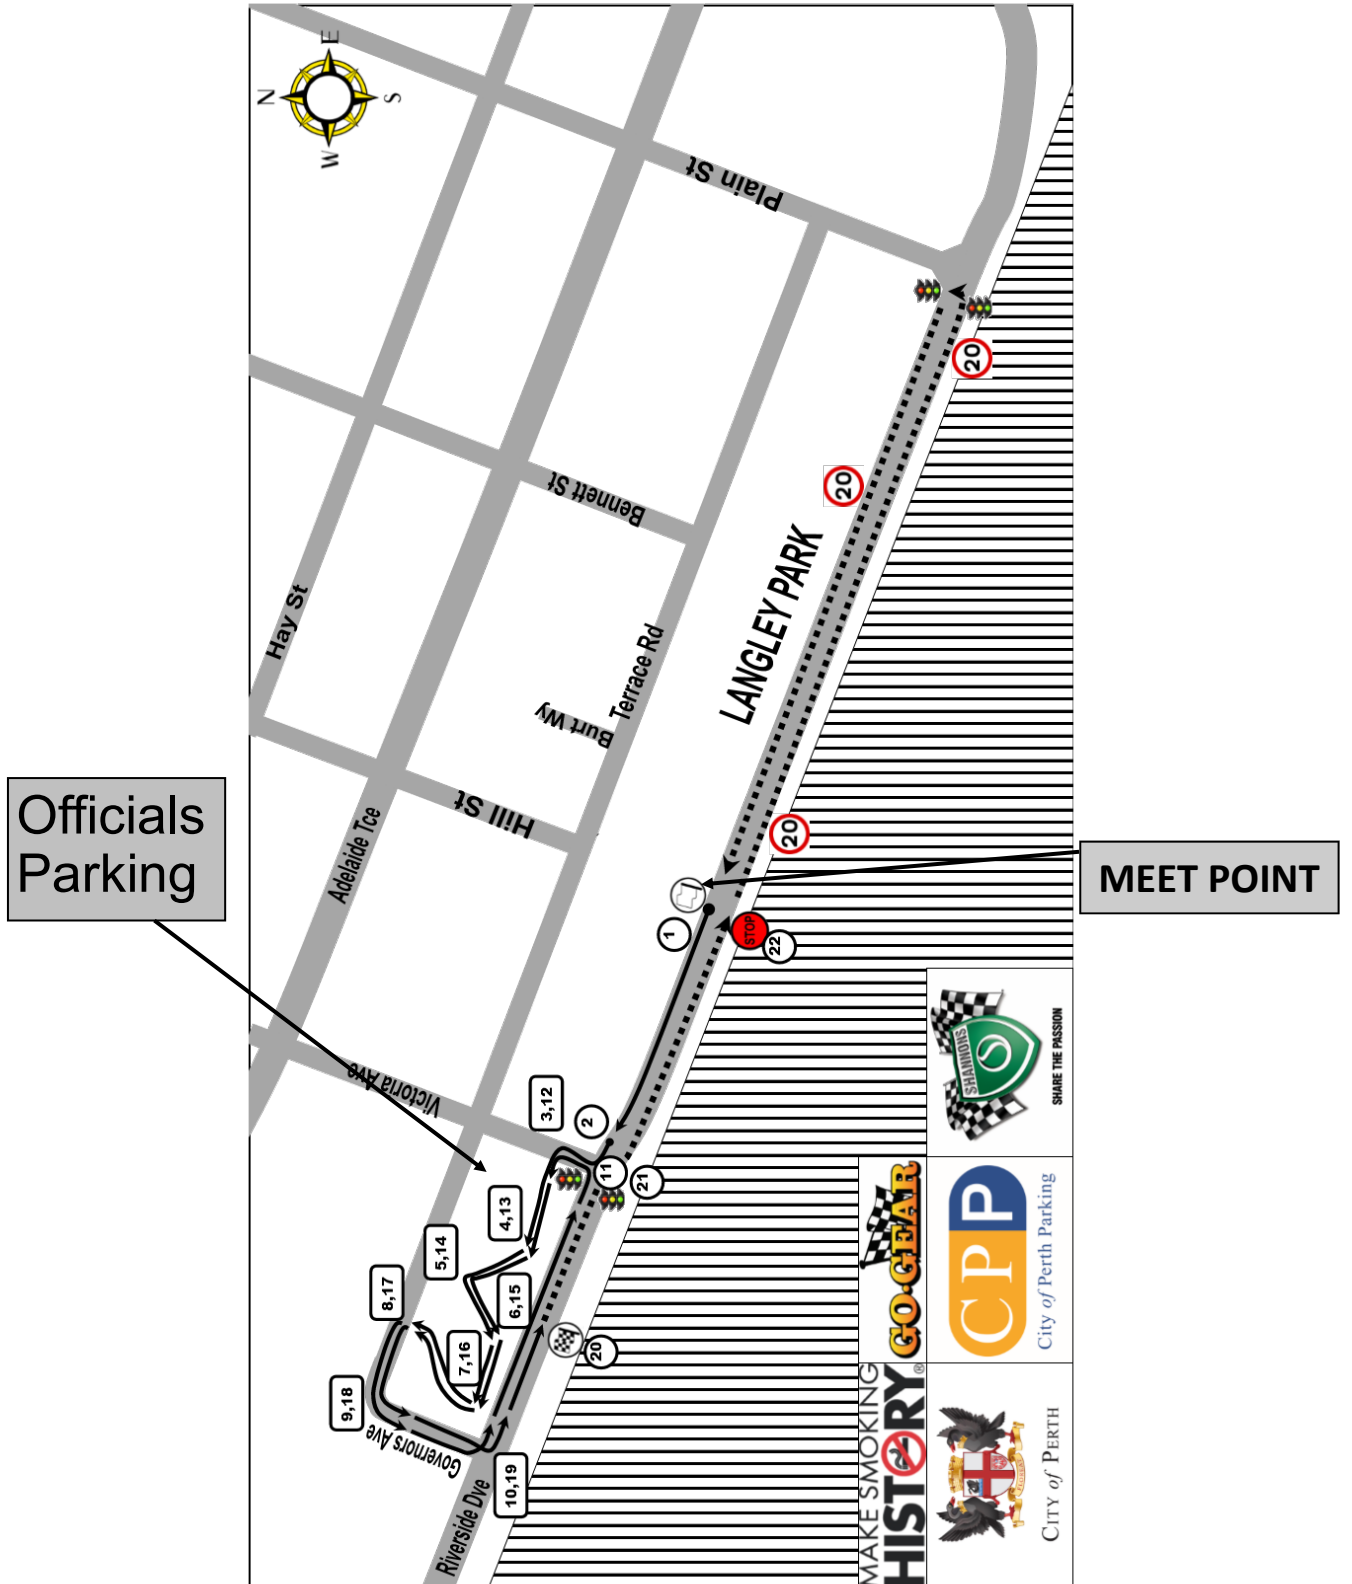 E
N
S
W
Plain St
20
20
Bennett St
LANGLEY PARK
Hay St
Terrace Rd
Burt Wy
Hill St
20
Adelaide Tce
Officials
Parking
MEET POINT
1
STOP
22
Victoria Ave
3,12
2
11
21
4,13
5,14
6,15
8,17
7,16
20
9,18
Governors Ave
10,19
Riverside Dve
SHANNONS
SHARE THE PASSION
GO-GEAR
CPP
City of Perth Parking
MAKE SMOKING
HISTORY®
CITY of PERTH